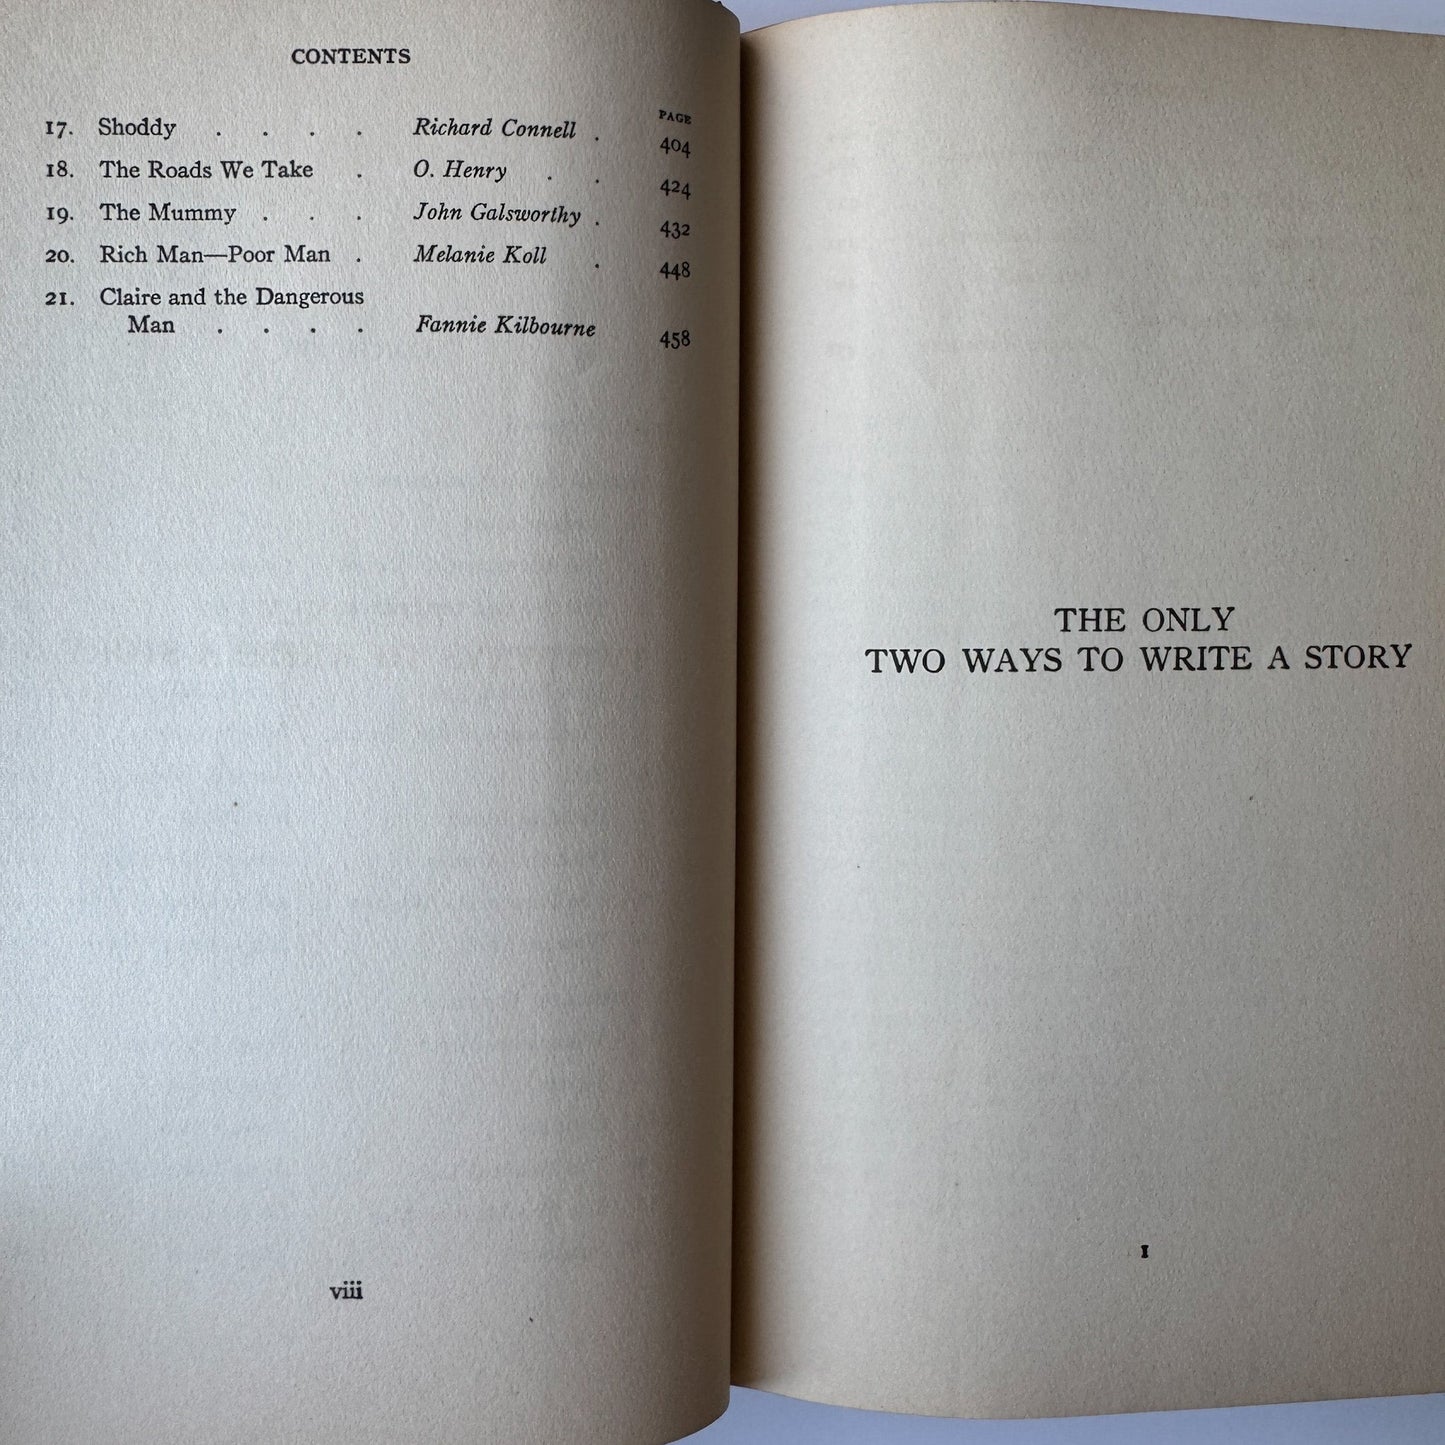 CONTENTS
PAGE
17. Shoddy . . . . Richard Connell . 404
18. The Roads We Take . O. Henry . . 424
19. The Mummy . . . John Galsworthy . 432
20. Rich Man—Poor Man . Melanie Koll . 448
21. Claire and the Dangerous
Man . . . . Fannie Kilbourne 458
viii
THE ONLY
TWO WAYS TO WRITE A STORY
1